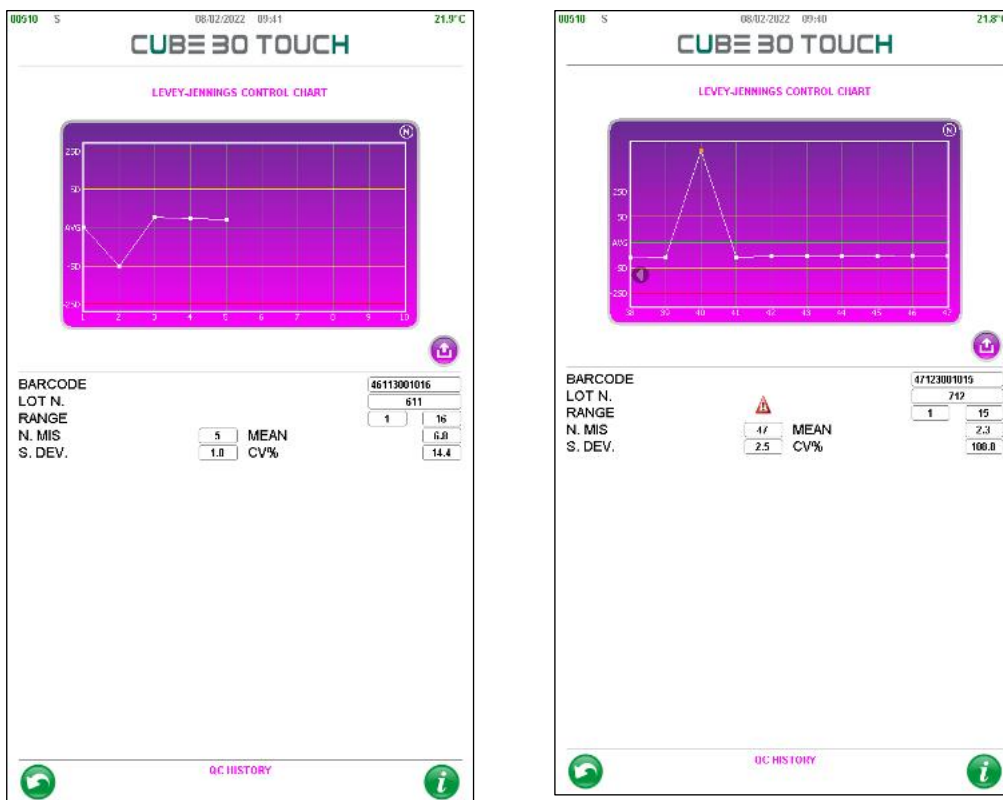 00510 S 08/02/2022 09:41 21.9°C
CUBE 30 TOUCH
LEVEY-JENNINGS CONTROL CHART
N
2SD
SD
AVG
-SD
-2SD
1 2 3 4 5 6 7 8 9 10
BARCODE 46113001016
LOT N. 611
RANGE 1 16
N. MIS 5 MEAN 6.8
S. DEV. 1.0 CV% 14.4
QC HISTORY
i
00510 S 08/02/2022 09:40 21.8°
CUBE 30 TOUCH
LEVEY-JENNINGS CONTROL CHART
N
2SD
SD
AVG
-SD
-2SD
38 39 40 41 42 43 44 45 46 47
BARCODE 47123001015
LOT N. 712
RANGE 1 15
N. MIS 47 MEAN 2.3
S. DEV. 2.5 CV%
QC HISTORY
i